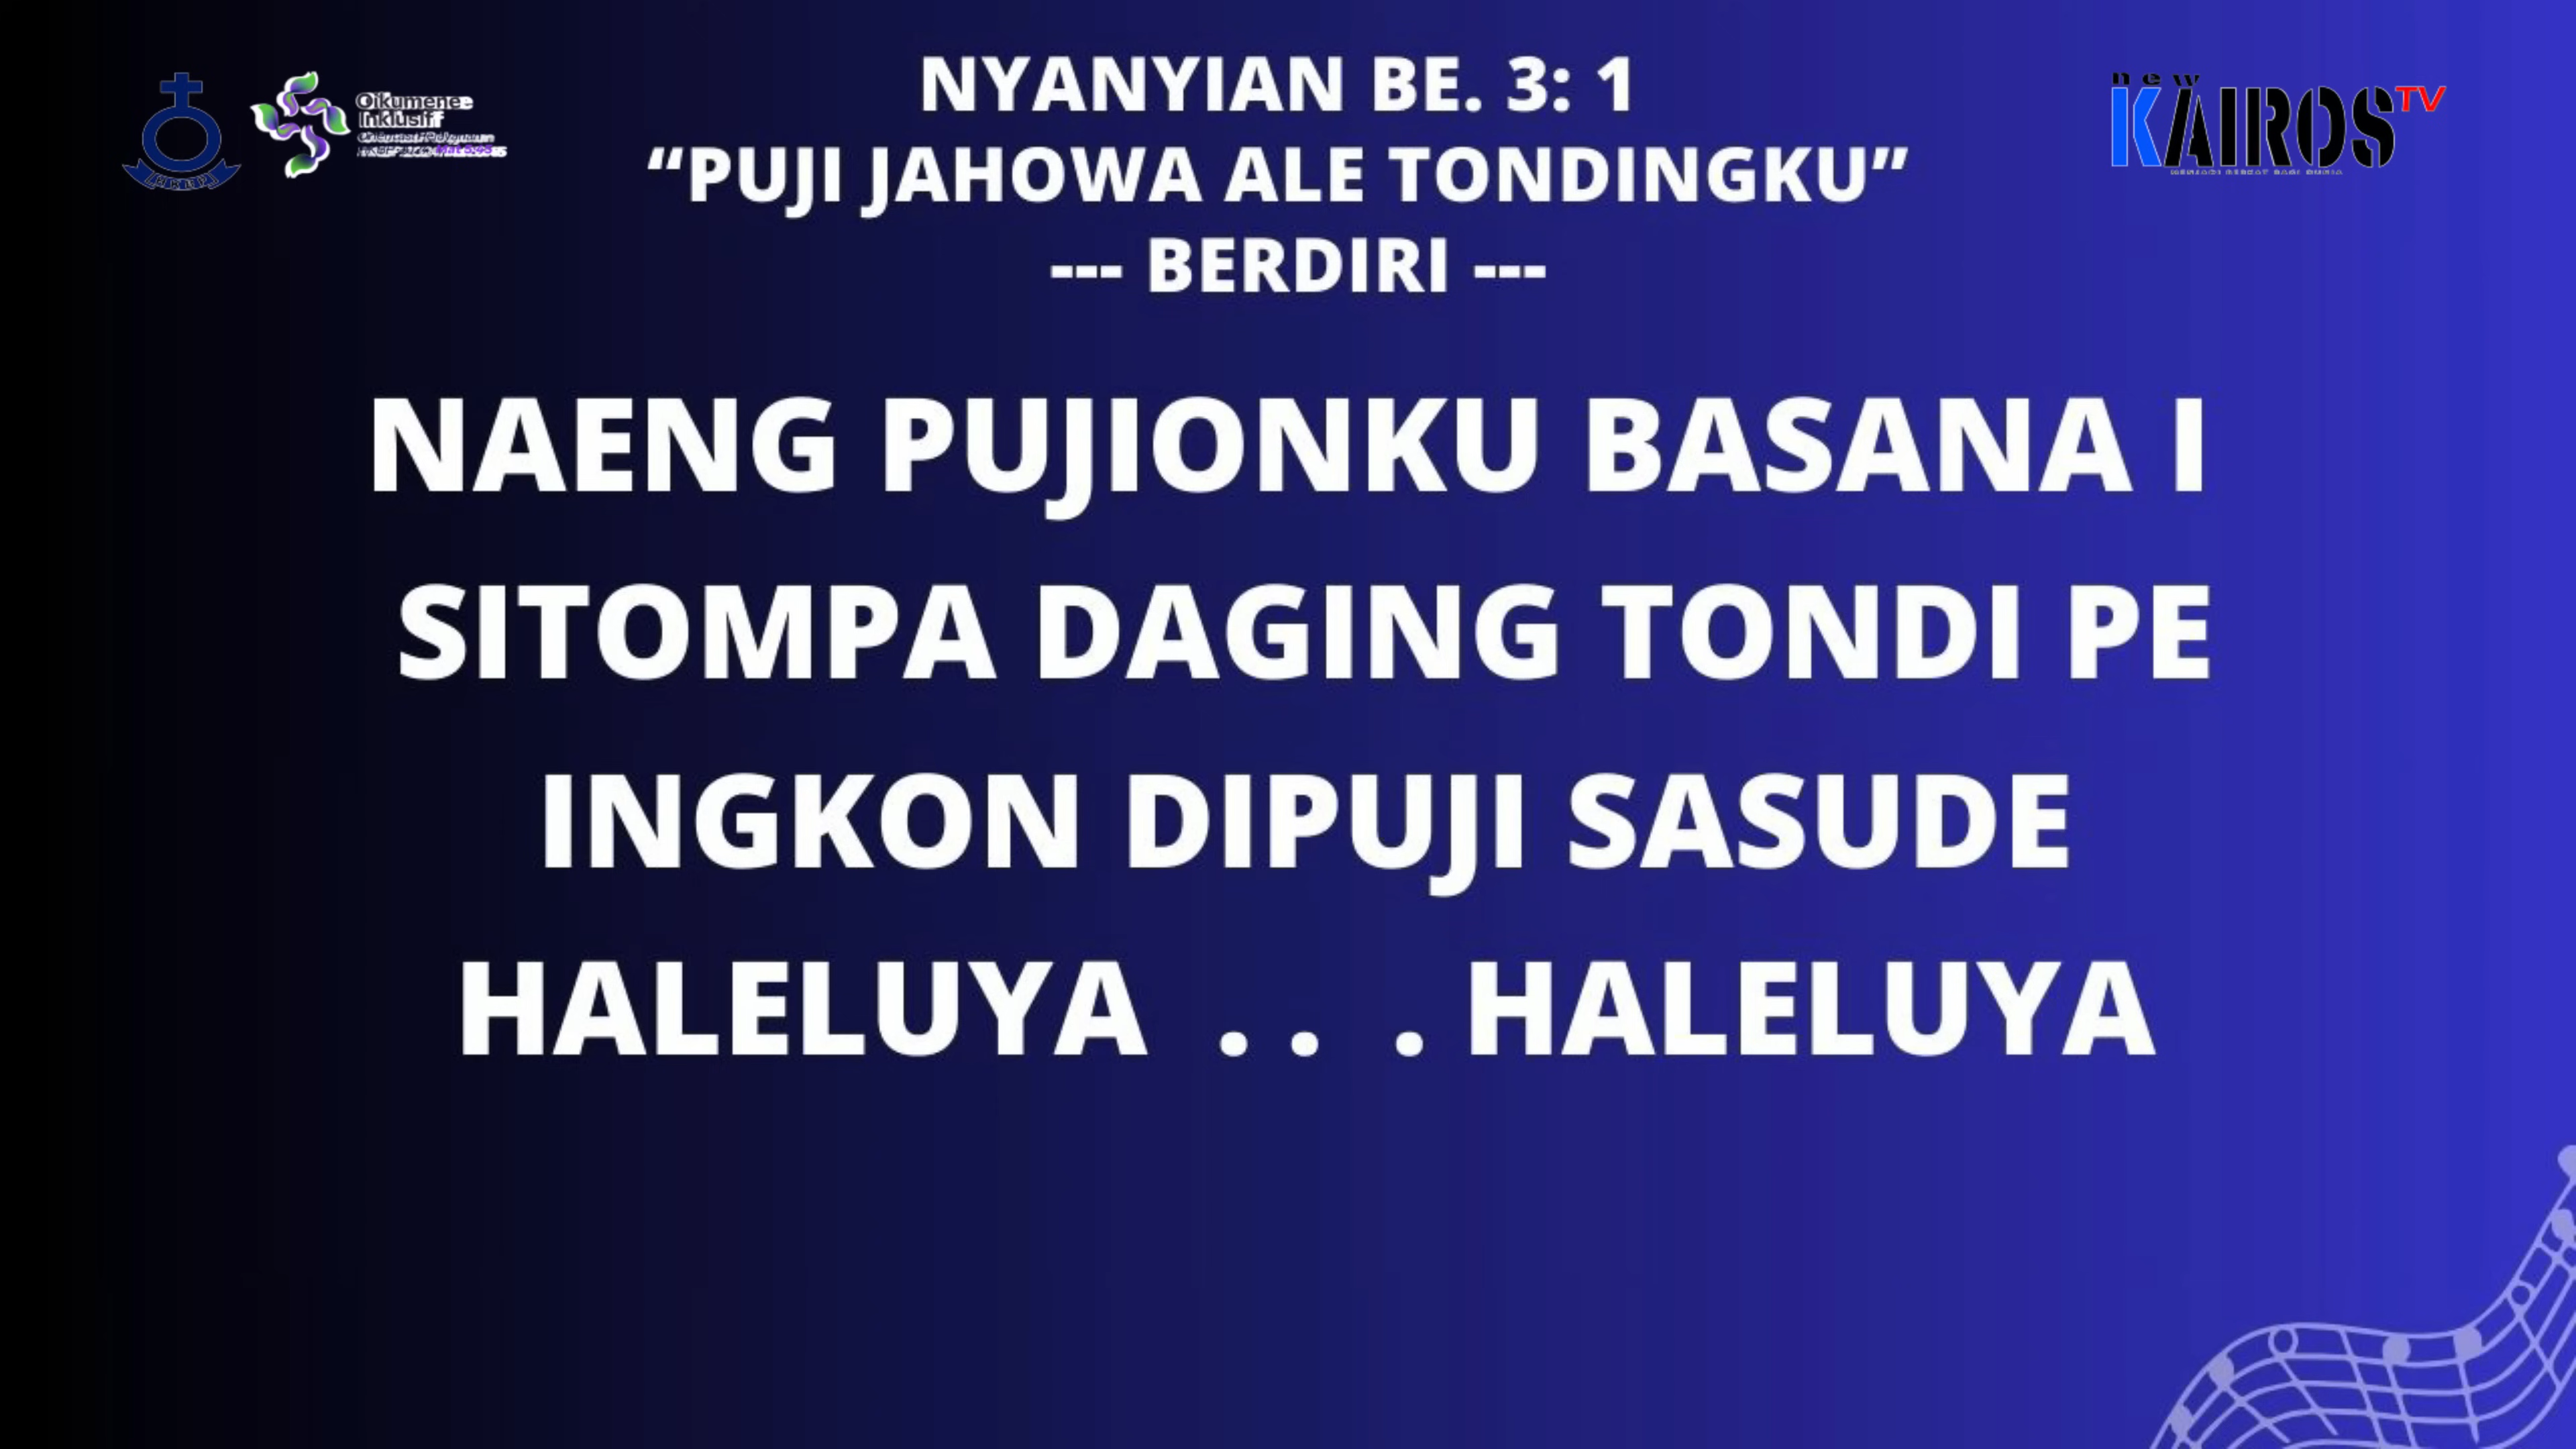 NYANYIAN BE. 3: 1
“PUJI JAHOWA ALE TONDINGKU”
--- BERDIRI ---
Oikumene
Inklusif
new
KAIROS TV
NAENG PUJIONKU BASANA I
SITOMPA DAGING TONDI PE
INGKON DIPUJI SASUDE
HALELUYA . . . HALELUYA